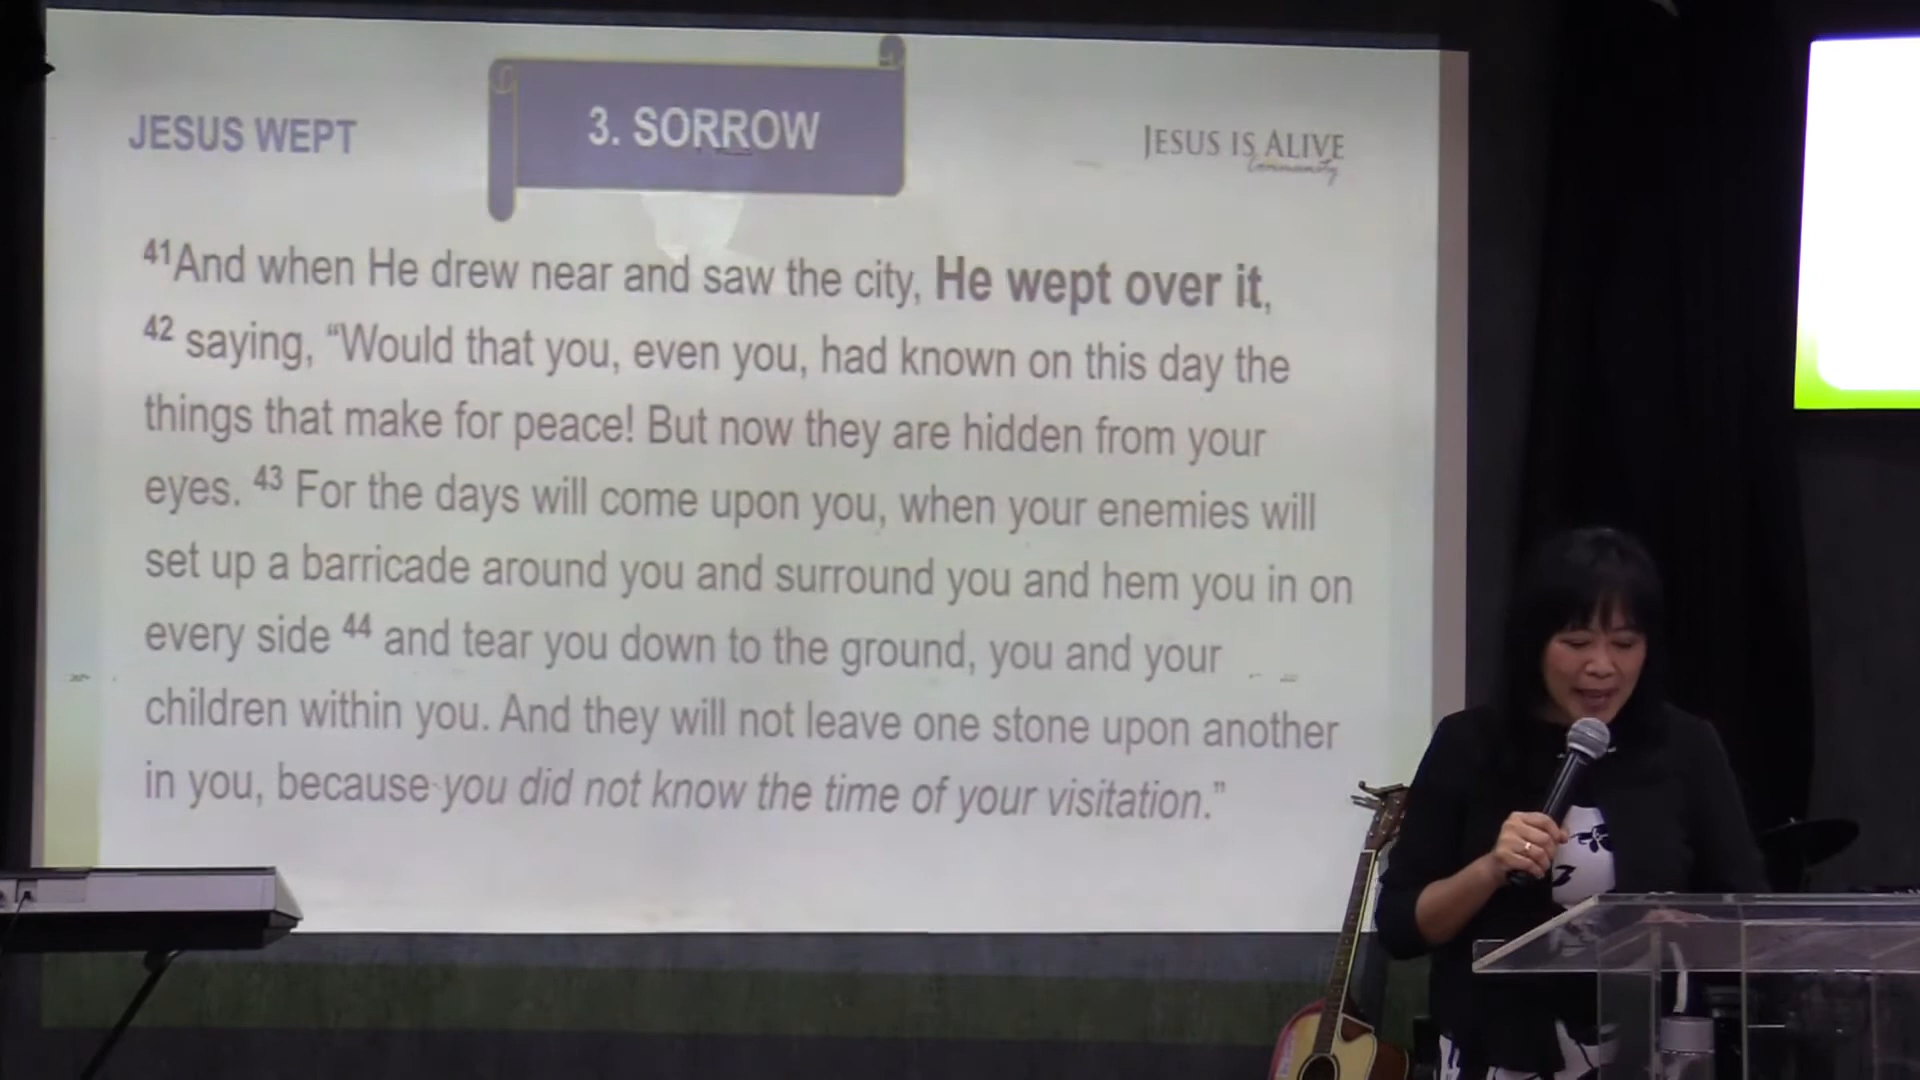 JESUS WEPT
3. SORROW
JESUS IS ALIVE
Community
41And when He drew near and saw the city, He wept over it,
42 saying, “Would that you, even you, had known on this day the
things that make for peace! But now they are hidden from your
eyes. 43 For the days will come upon you, when your enemies will
set up a barricade around you and surround you and hem you in on
every side 44 and tear you down to the ground, you and your
children within you. And they will not leave one stone upon another
in you, because you did not know the time of your visitation.”